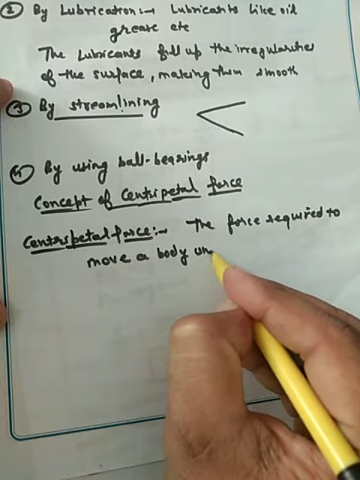 ② By Lubrication:- Lubricants like oil
grease etc
The Lubricants fill up the irregularities
of the surface, making them smooth
③ By streamlining
④ By using ball-bearings
Concept of Centripetal force
Centripetal force:- The force required to
move a body un